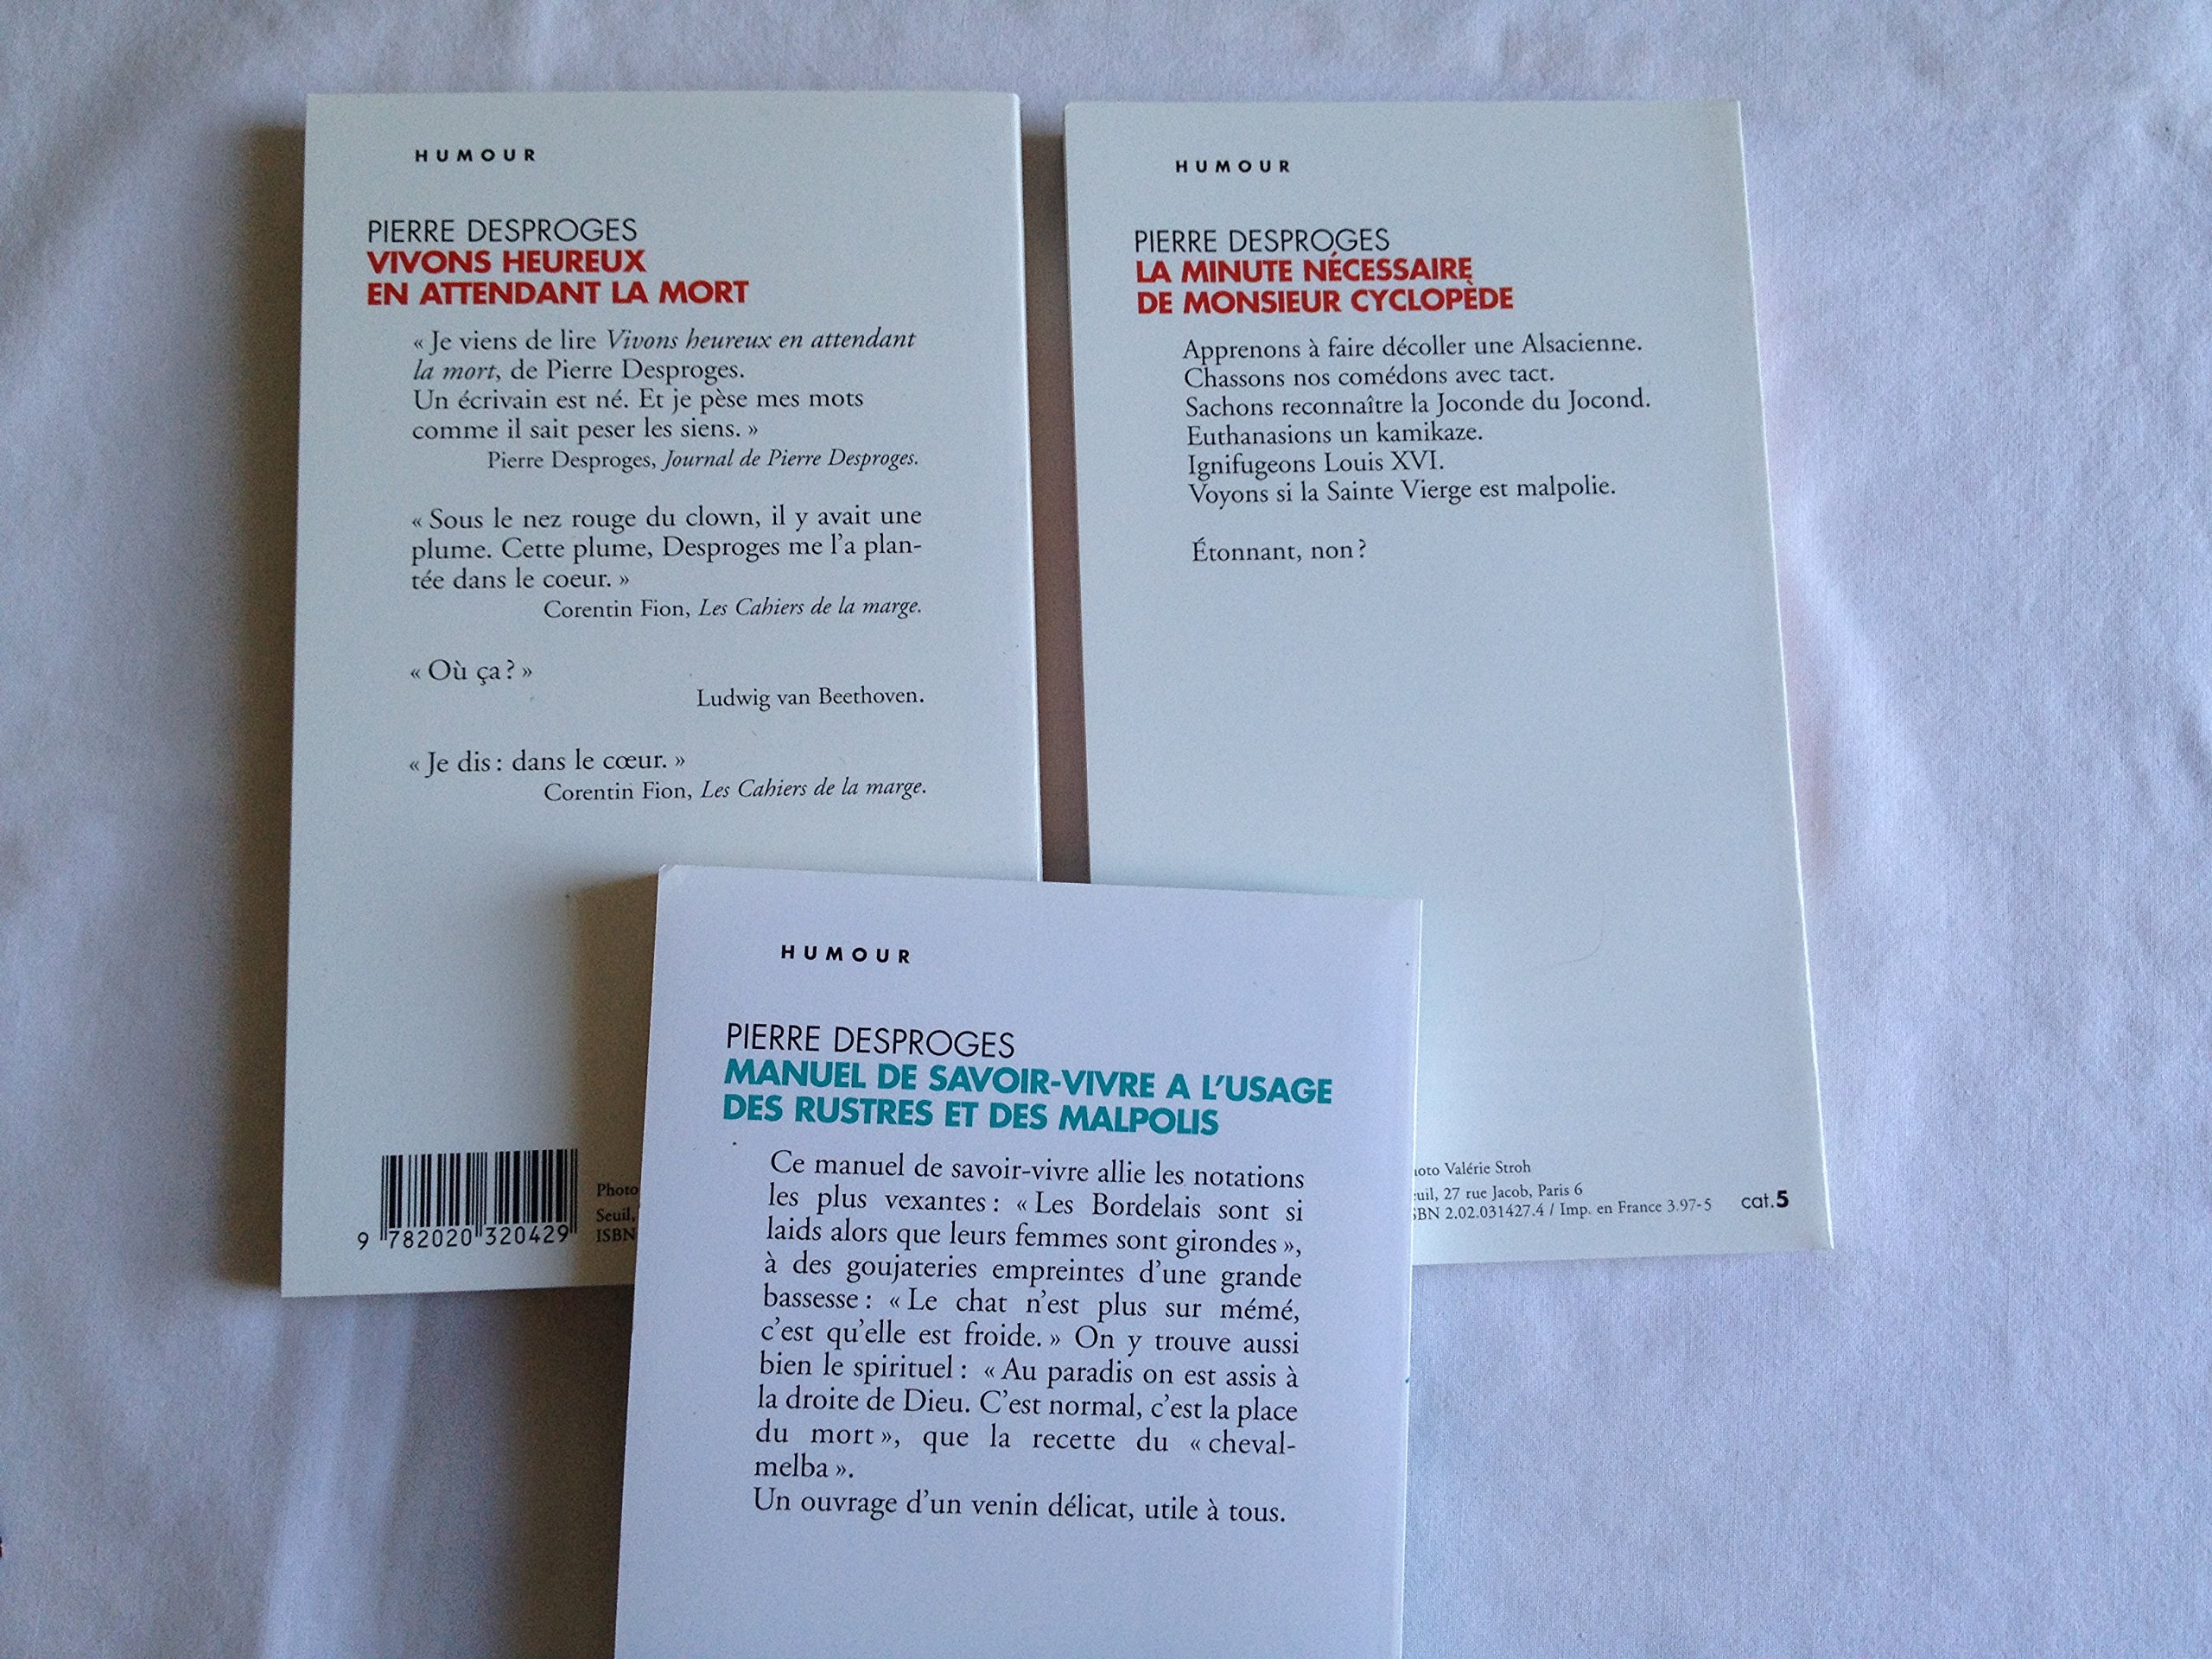 HUMOUR
PIERRE DESPROGES
VIVONS HEUREUX
EN ATTENDANT LA MORT
« Je viens de lire Vivons heureux en attendant
la mort, de Pierre Desproges.
Un écrivain est né. Et je pèse mes mots
comme il sait peser les siens. »
Pierre Desproges, Journal de Pierre Desproges.
« Sous le nez rouge du clown, il y avait une
plume. Cette plume, Desproges me l'a plan-
tée dans le coeur. »
Corentin Fion, Les Cahiers de la marge.
« Où ça ? »
Ludwig van Beethoven.
« Je dis : dans le cœur. »
Corentin Fion, Les Cahiers de la marge.
9 782020 320429
Photo
Seuil,
ISBN
HUMOUR
PIERRE DESPROGES
LA MINUTE NÉCESSAIRE
DE MONSIEUR CYCLOPÈDE
Apprenons à faire décoller une Alsacienne.
Chassons nos comédons avec tact.
Sachons reconnaître la Joconde du Jocond.
Euthanasions un kamikaze.
Ignifugeons Louis XVI.
Voyons si la Sainte Vierge est malpolie.
Étonnant, non ?
oto Valérie Stroh
uil, 27 rue Jacob, Paris 6
BN 2.02.031427.4 / Imp. en France 3.97-5
cat.5
HUMOUR
PIERRE DESPROGES
MANUEL DE SAVOIR-VIVRE A L'USAGE
DES RUSTRES ET DES MALPOLIS
Ce manuel de savoir-vivre allie les notations
les plus vexantes : « Les Bordelais sont si
laids alors que leurs femmes sont girondes »,
à des goujateries empreintes d'une grande
bassesse : « Le chat n'est plus sur mémé,
c'est qu'elle est froide. » On y trouve aussi
bien le spirituel : « Au paradis on est assis à
la droite de Dieu. C'est normal, c'est la place
du mort », que la recette du « cheval-
melba ».
Un ouvrage d'un venin délicat, utile à tous.